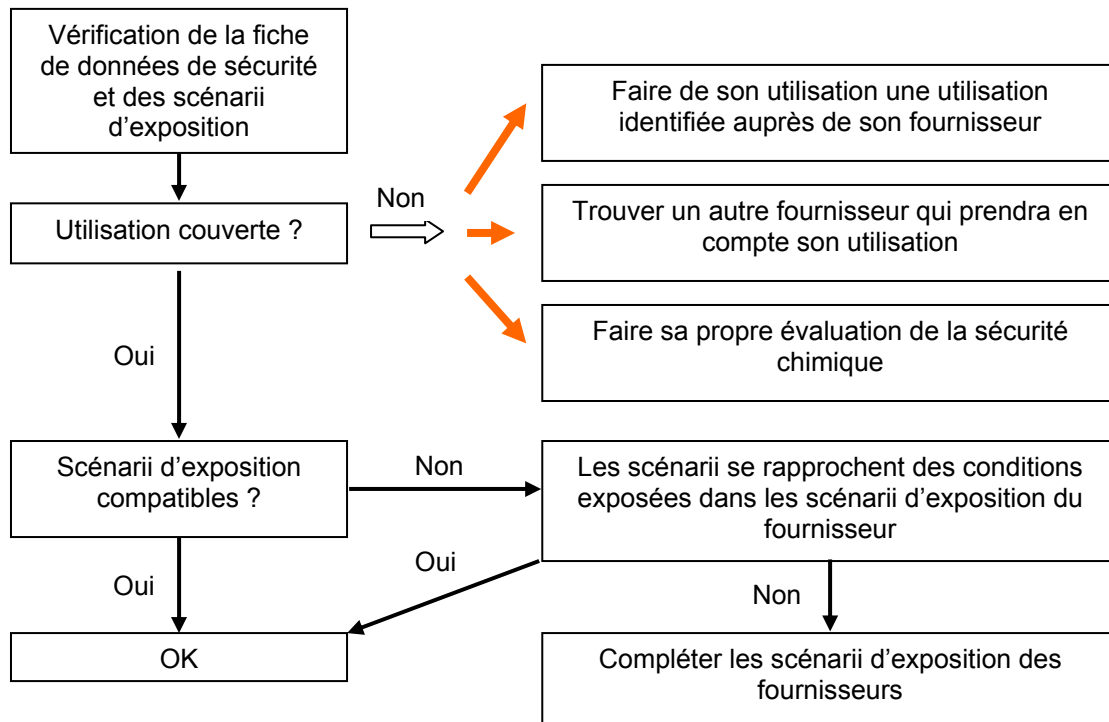 Vérification de la fiche
de données de sécurité
et des scénarii
d’exposition
Faire de son utilisation une utilisation
identifiée auprès de son fournisseur
Utilisation couverte ?
Non
Trouver un autre fournisseur qui prendra en
compte son utilisation
Faire sa propre évaluation de la sécurité
chimique
Oui
Scénarii d’exposition
compatibles ?
Non
Les scénarii se rapprochent des conditions
exposées dans les scénarii d’exposition du
fournisseur
Oui
Oui
Non
OK
Compléter les scénarii d’exposition des
fournisseurs